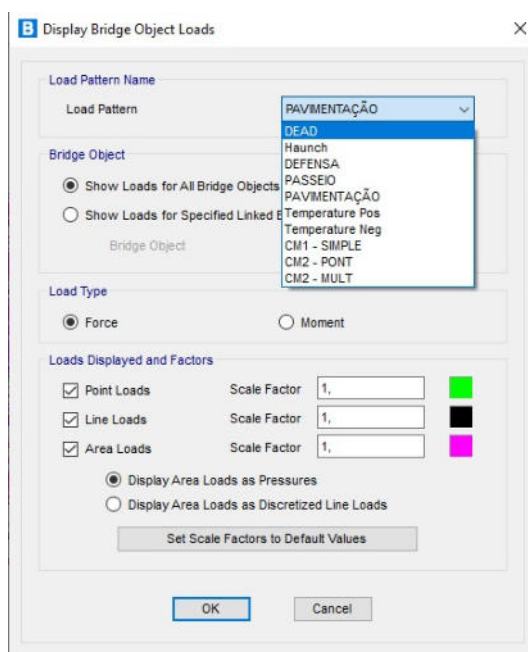 B Display Bridge Object Loads
Load Pattern Name
Load Pattern PAVIMENTAÇÃO
DEAD
Haunch
DEFENSA
PASSEIO
PAVIMENTAÇÃO
Temperature Pos
Temperature Neg
CM1 - SIMPLE
CM2 - PONT
CM2 - MULT
Bridge Object
Show Loads for All Bridge Objects
Show Loads for Specified Linked
Bridge Object
Load Type
Force Moment
Loads Displayed and Factors
Point Loads Scale Factor 1,
Line Loads Scale Factor 1,
Area Loads Scale Factor 1,
Display Area Loads as Pressures
Display Area Loads as Discretized Line Loads
Set Scale Factors to Default Values
OK Cancel